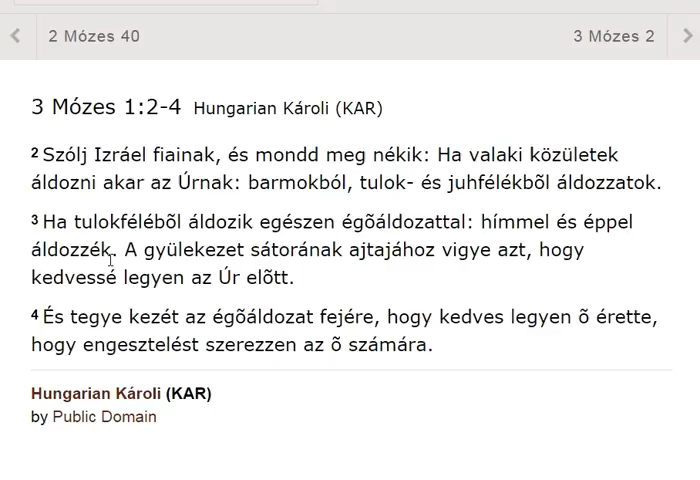 2 Mózes 40
3 Mózes 2
3 Mózes 1:2-4 Hungarian Károli (KAR)
2 Szólj Izráel fiainak, és mondd meg nékik: Ha valaki közületek
áldozni akar az Úrnak: barmokból, tulok- és juhfélékbõl áldozzatok.
3 Ha tulokfélébõl áldozik egészen égõáldozattal: hímmel és éppel
áldozzék. A gyülekezet sátorának ajtajához vigye azt, hogy
kedvessé legyen az Úr elõtt.
4 És tegye kezét az égõáldozat fejére, hogy kedves legyen õ érette,
hogy engesztelést szerezzen az õ számára.
Hungarian Károli (KAR)
by Public Domain